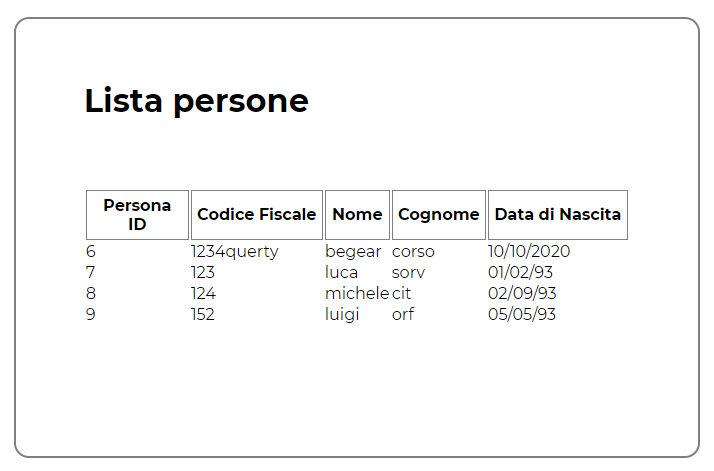 Lista persone
Persona ID Codice Fiscale Nome Cognome Data di Nascita
6 1234querty begear corso 10/10/2020
7 123 luca sorv 01/02/93
8 124 michele cit 02/09/93
9 152 luigi orf 05/05/93